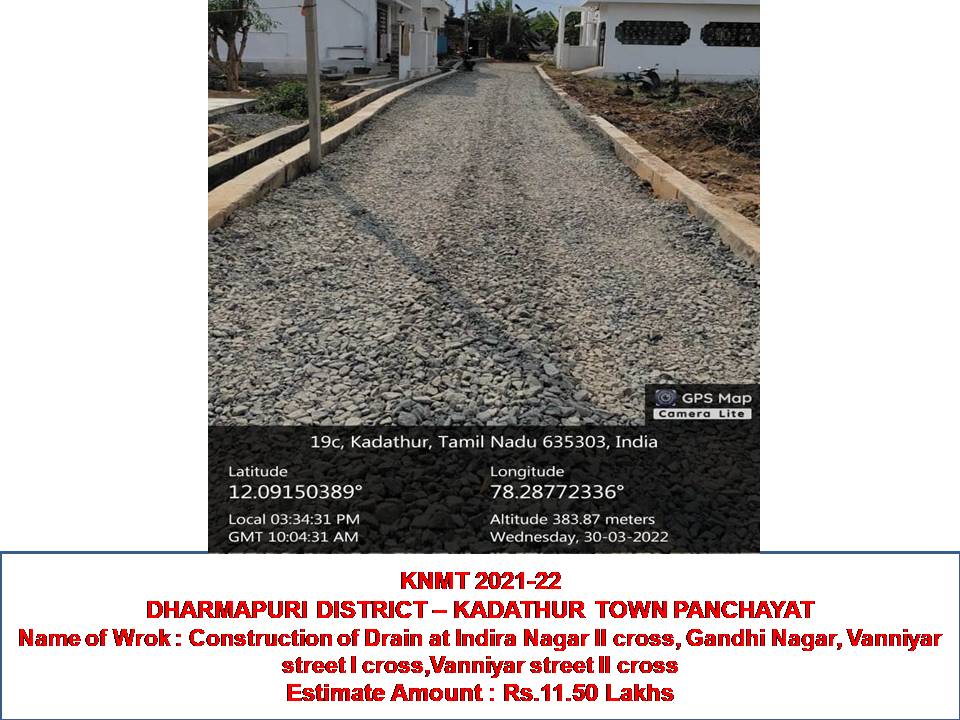 GPS Map
Camera Lite
19c, Kadathur, Tamil Nadu 635303, India
Latitude
12.09150389°
Longitude
78.28772336°
Local 03:34:31 PM
GMT 10:04:31 AM
Altitude 383.87 meters
Wednesday, 30-03-2022
KNMT 2021-22
DHARMAPURI DISTRICT – KADATHUR TOWN PANCHAYAT
Name of Wrok : Construction of Drain at Indira Nagar II cross, Gandhi Nagar, Vanniyar
street I cross,Vanniyar street II cross
Estimate Amount : Rs.11.50 Lakhs